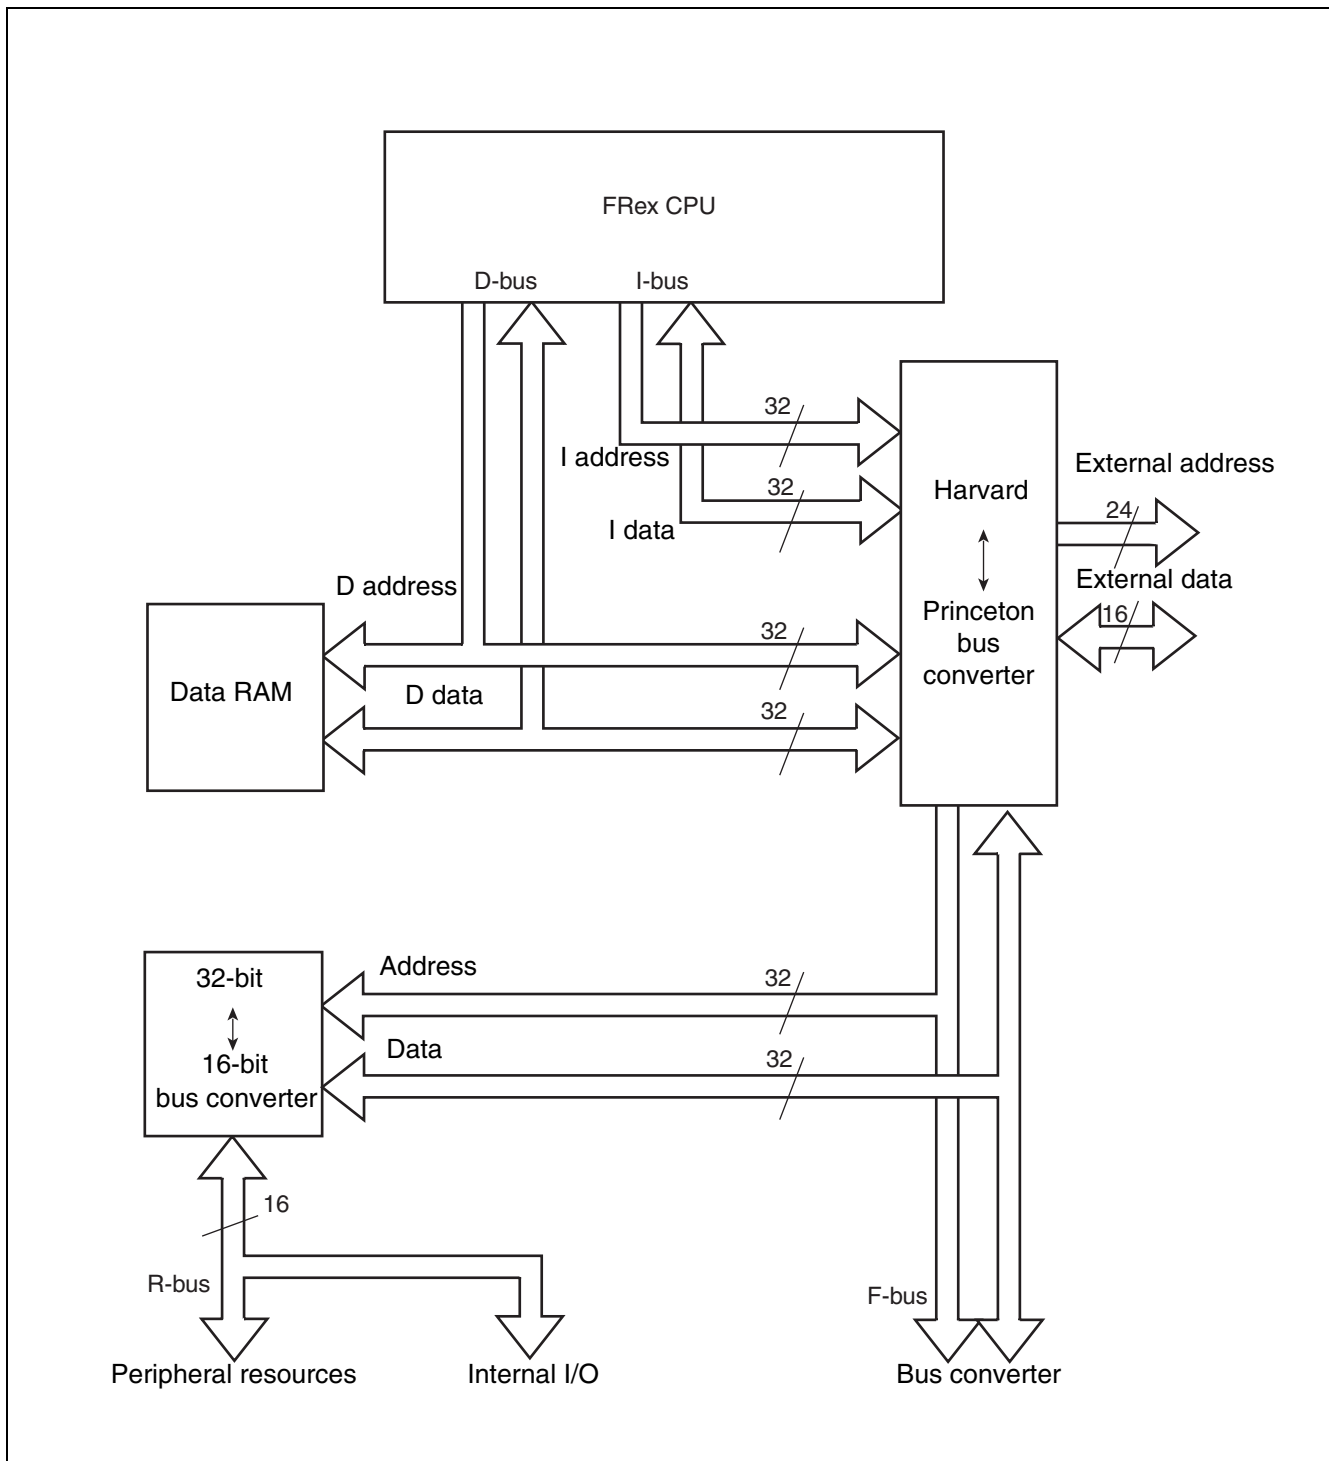 FRex CPU
D-bus
I-bus
32
I address
32
I data
Harvard
Princeton
bus
converter
External address
24
External data
16
D address
32
Data RAM
D data
32
32-bit
16-bit
bus converter
Address
32
Data
32
16
R-bus
F-bus
Peripheral resources
Internal I/O
Bus converter